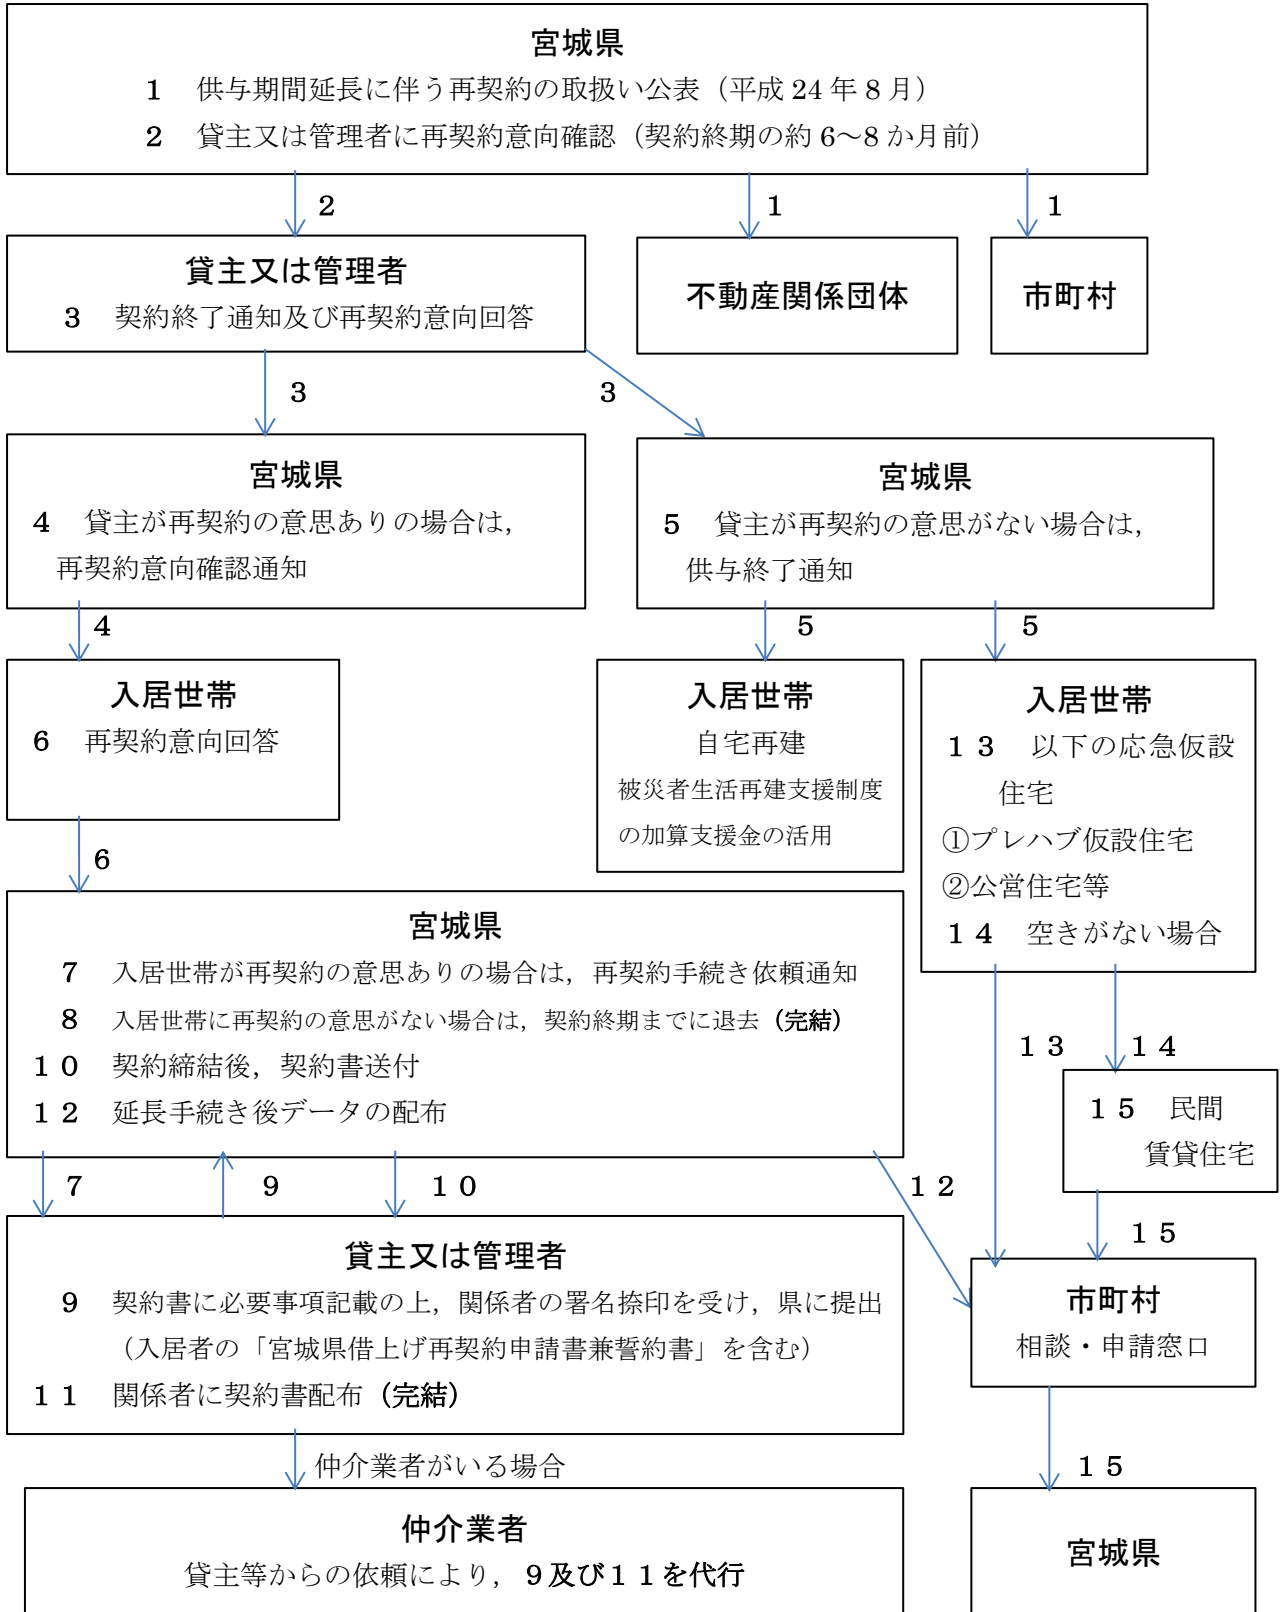 宮城県
1 供与期間延長に伴う再契約の取扱い公表（平成 24 年 8 月）
2 貸主又は管理者に再契約意向確認（契約終期の約 6～8 か月前）
2
1
1
貸主又は管理者
3 契約終了通知及び再契約意向回答
不動産関係団体
市町村
3
3
宮城県
4 貸主が再契約の意思ありの場合は，
再契約意向確認通知
宮城県
5 貸主が再契約の意思がない場合は，
供与終了通知
4
5
5
入居世帯
6 再契約意向回答
入居世帯
自宅再建
被災者生活再建支援制度
の加算支援金の活用
入居世帯
13 以下の応急仮設
住宅
①プレハブ仮設住宅
②公営住宅等
14 空きがない場合
6
宮城県
7 入居世帯が再契約の意思ありの場合は，再契約手続き依頼通知
8 入居世帯に再契約の意思がない場合は，契約終期までに退去（完結）
10 契約締結後，契約書送付
12 延長手続き後データの配布
13
14
15 民間
賃貸住宅
7
9
10
12
15
貸主又は管理者
9 契約書に必要事項記載の上，関係者の署名捺印を受け，県に提出
（入居者の「宮城県借上げ再契約申請書兼誓約書」を含む）
11 関係者に契約書配布（完結）
市町村
相談・申請窓口
仲介業者がいる場合
15
仲介業者
貸主等からの依頼により，9及び11を代行
宮城県